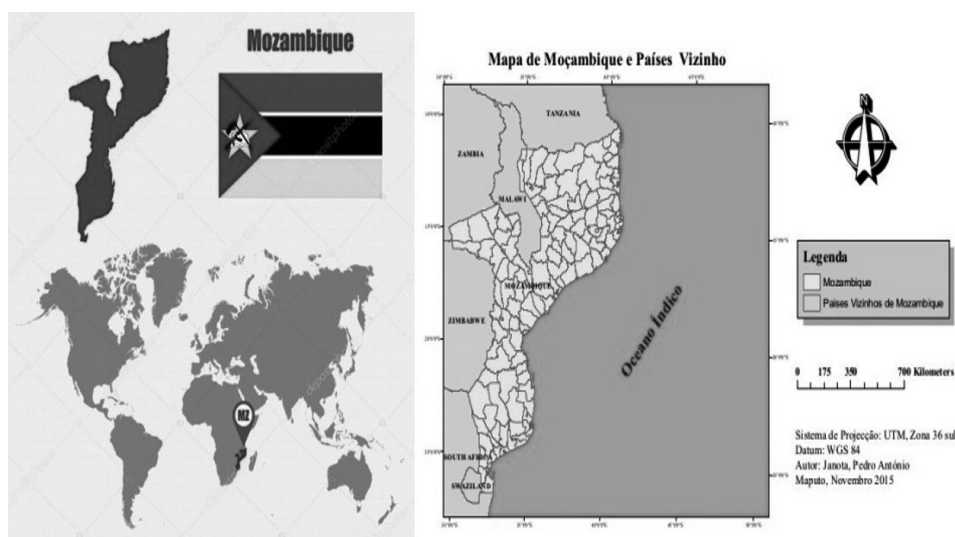 Mozambique
MZ
Mapa de Moçambique e Países Vizinho
TANZANIA
ZAMBIA
MALAWI
MOZAMBIQUE
ZIMBABWE
SOUTH AFRICA
SWAZILAND
Oceano Índico
N
Legenda
Mozambique
Paises Vizinhos de Mozambique
0 175 350 700 Kilometers
Sistema de Projecção: UTM, Zona 36 sul
Datum: WGS 84
Autor: Janota, Pedro António
Maputo, Novembro 2015